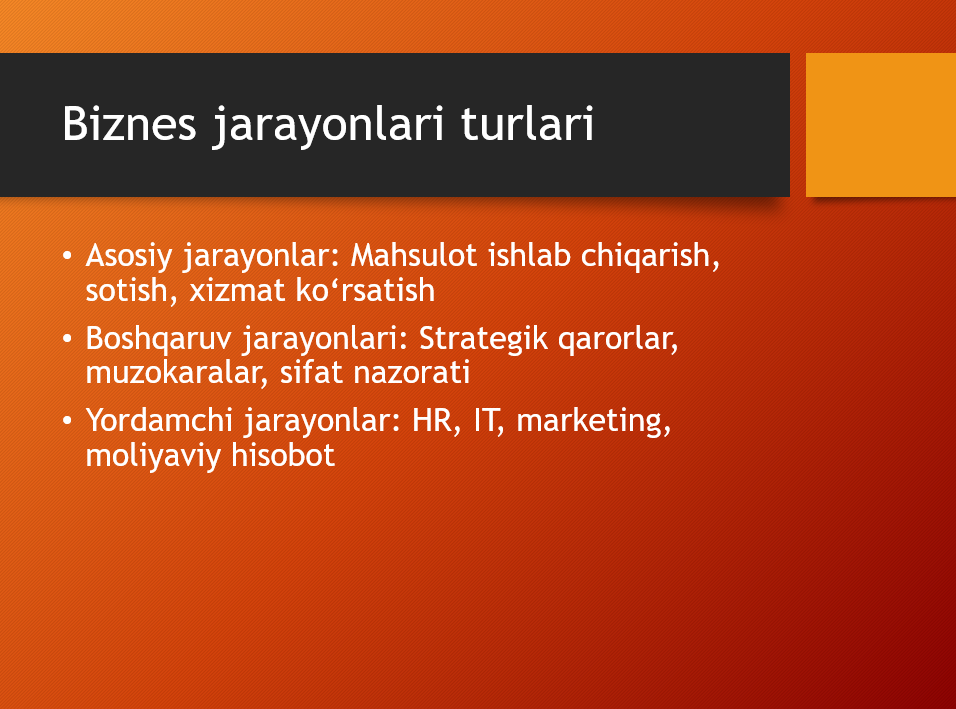 Biznes jarayonlari turlari
• Asosiy jarayonlar: Mahsulot ishlab chiqarish,
sotish, xizmat ko‘rsatish
• Boshqaruv jarayonlari: Strategik qarorlar,
muzokaralar, sifat nazorati
• Yordamchi jarayonlar: HR, IT, marketing,
moliyaviy hisobot